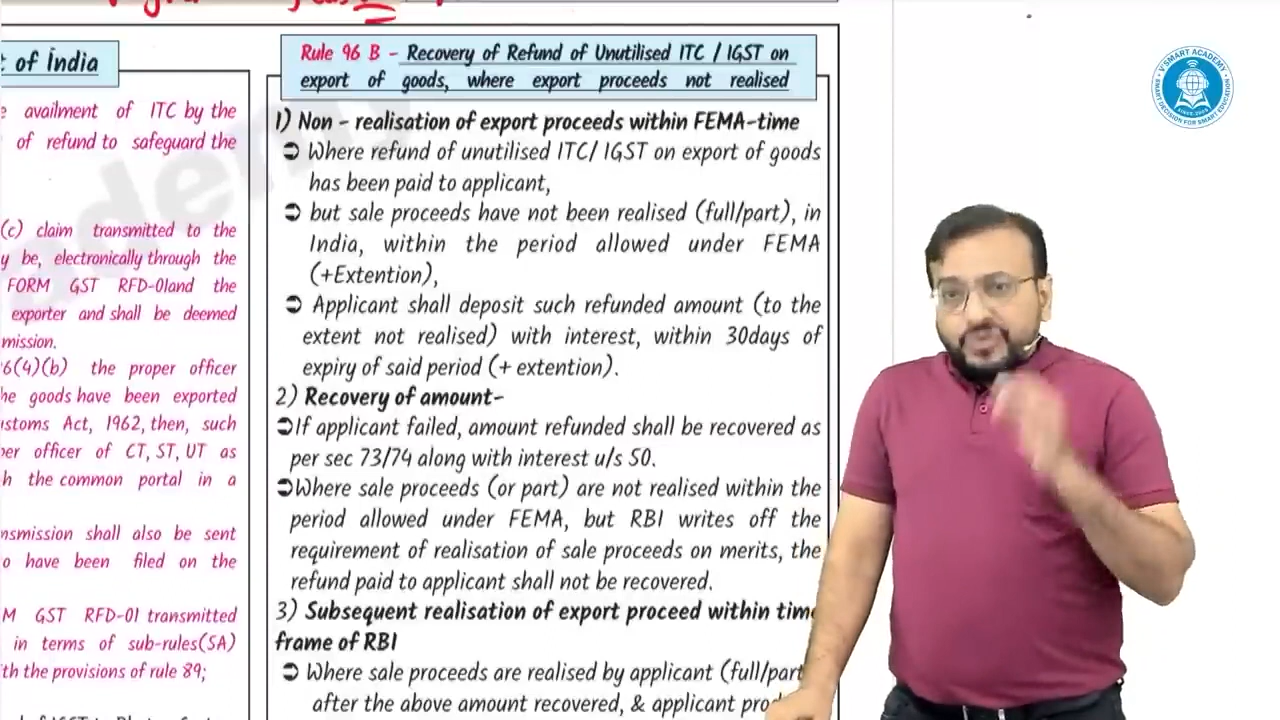 t of India
e availment of ITC by the
of refund to safeguard the
(c) claim transmitted to the
y be, electronically through the
FORM GST RFD-01and the
exporter and shall be deemed
mission.
6(4)(b) the proper officer
he goods have been exported
ustoms Act, 1962, then, such
per officer of CT, ST, UT as
h the common portal in a
nsmission shall also be sent
o have been filed on the
M GST RFD-01 transmitted
in terms of sub-rules(5A)
ith the provisions of rule 89;
Rule 96 B - Recovery of Refund of Unutilised ITC / IGST on
export of goods, where export proceeds not realised
1) Non - realisation of export proceeds within FEMA-time
➲ Where refund of unutilised ITC/ IGST on export of goods
has been paid to applicant,
➲ but sale proceeds have not been realised (full/part), in
India, within the period allowed under FEMA
(+Extention),
➲ Applicant shall deposit such refunded amount (to the
extent not realised) with interest, within 30days of
expiry of said period (+ extention).
2) Recovery of amount-
➲If applicant failed, amount refunded shall be recovered as
per sec 73/74 along with interest u/s 50.
➲Where sale proceeds (or part) are not realised within the
period allowed under FEMA, but RBI writes off the
requirement of realisation of sale proceeds on merits, the
refund paid to applicant shall not be recovered.
3) Subsequent realisation of export proceed within time
frame of RBI
➲ Where sale proceeds are realised by applicant (full/part
after the above amount recovered, & applicant prod
V'SMART ACADEMY
SMART DECISION FOR SMART EDUCATION